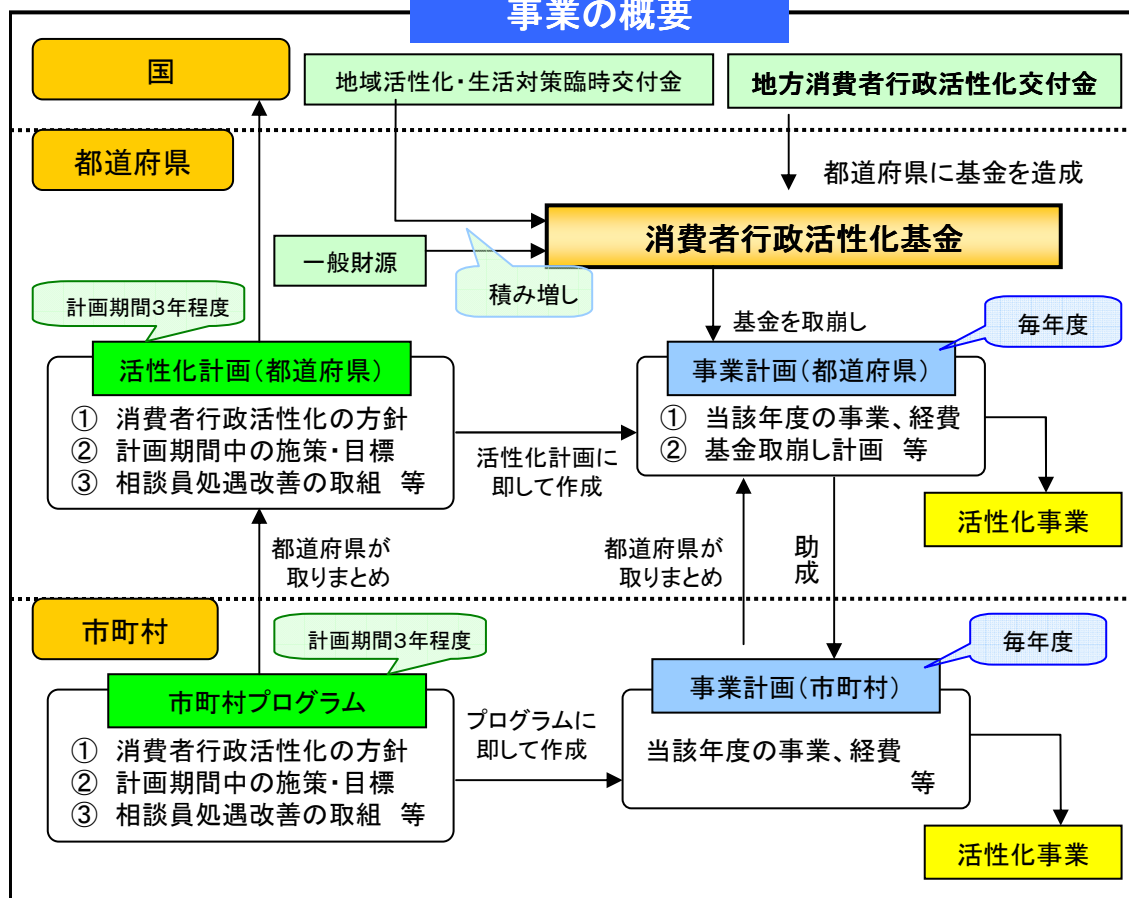 事業の概要
国
地域活性化・生活対策臨時交付金
地方消費者行政活性化交付金
都道府県
都道府県に基金を造成
消費者行政活性化基金
一般財源
積み増し
計画期間3年程度
基金を取崩し
毎年度
活性化計画(都道府県)
① 消費者行政活性化の方針
② 計画期間中の施策・目標
③ 相談員処遇改善の取組 等
活性化計画に
即して作成
事業計画(都道府県)
① 当該年度の事業、経費
② 基金取崩し計画 等
活性化事業
都道府県が
取りまとめ
都道府県が
取りまとめ
助成
市町村
計画期間3年程度
毎年度
市町村プログラム
① 消費者行政活性化の方針
② 計画期間中の施策・目標
③ 相談員処遇改善の取組 等
プログラムに
即して作成
事業計画(市町村)
当該年度の事業、経費
等
活性化事業